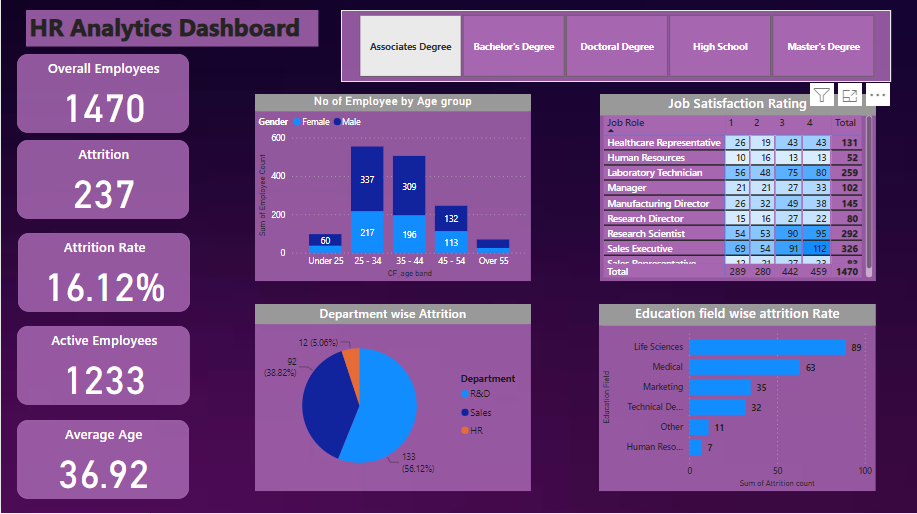 HR Analytics Dashboard
Associates Degree
Bachelor's Degree
Doctoral Degree
High School
Master's Degree
Overall Employees
1470
Attrition
237
Attrition Rate
16.12%
Active Employees
1233
Average Age
36.92
No of Employee by Age group
Gender Female Male
Sum of Employee Count
600
400
200
0
60
337
217
309
196
132
113
Under 25 25 - 34 35 - 44 45 - 54 Over 55
CF_age band
Job Satisfaction Rating
Job Role 1 2 3 4 Total
Healthcare Representative 26 19 43 43 131
Human Resources 10 16 13 13 52
Laboratory Technician 56 48 75 80 259
Manager 21 21 27 33 102
Manufacturing Director 26 32 49 38 145
Research Director 15 16 27 22 80
Research Scientist 54 53 90 95 292
Sales Executive 69 54 91 112 326
Sales Representative 12 21 27 23 83
Total 289 280 442 459 1470
Department wise Attrition
12 (5.06%)
92
(38.82%)
133
(56.12%)
Department
R&D
Sales
HR
Education field wise attrition Rate
Education Field
Life Sciences 89
Medical 63
Marketing 35
Technical De... 32
Other 11
Human Reso... 7
0 50 100
Sum of Attrition count